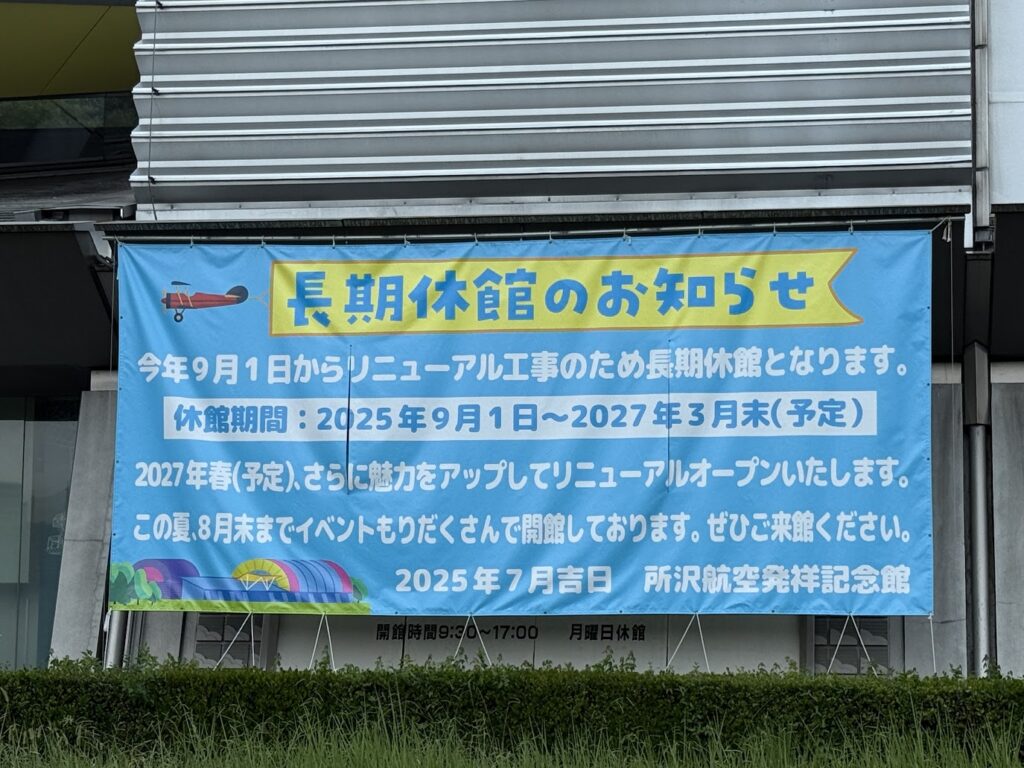 長期休館のお知らせ
今年9月1日からリニューアル工事のため長期休館となります。
休館期間：2025年9月1日～2027年3月末(予定)
2027年春(予定)、さらに魅力をアップしてリニューアルオープンいたします。
この夏、8月末までイベントもりだくさんで開館しております。ぜひご来館ください。
2025年7月吉日　所沢航空発祥記念館
開館時間9:30～17:00　月曜日休館